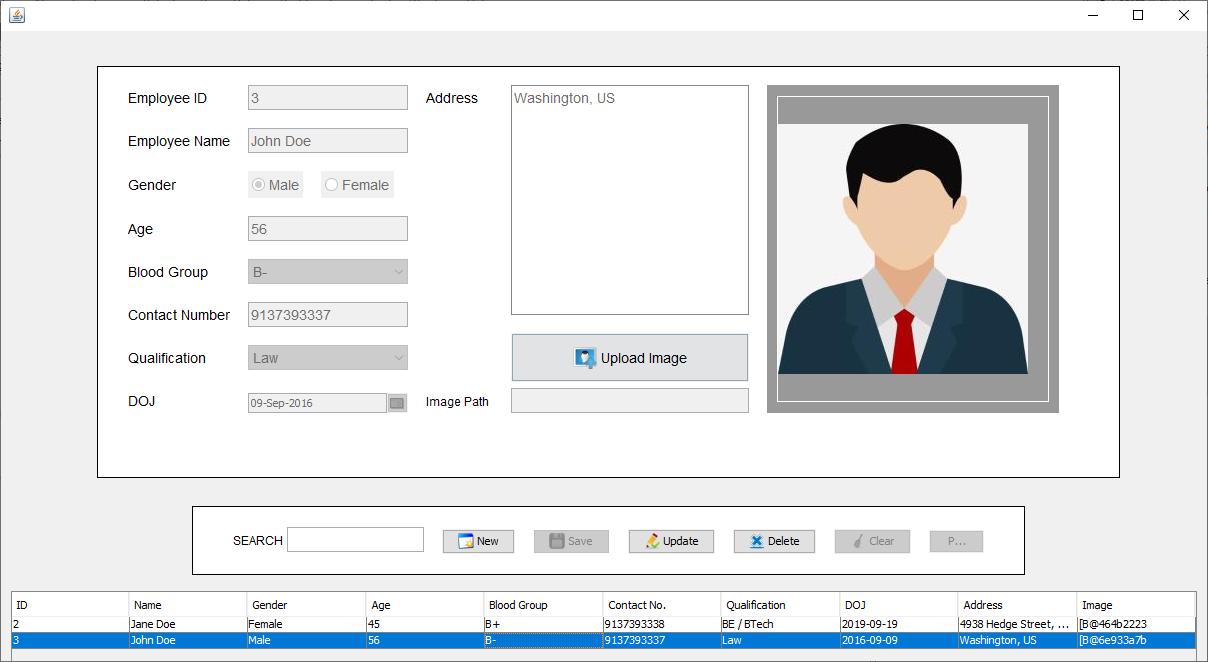 Employee ID 3 Address Washington, US
Employee Name John Doe
Gender Male Female
Age 56
Blood Group B-
Contact Number 9137393337
Qualification Law Upload Image
DOJ 09-Sep-2016 Image Path
SEARCH New Save Update Delete Clear P...
ID Name Gender Age Blood Group Contact No. Qualification DOJ Address Image
2 Jane Doe Female 45 B+ 9137393338 BE / BTech 2019-09-19 4938 Hedge Street, ... [B@464b2223
3 John Doe Male 56 B- 9137393337 Law 2016-09-09 Washington, US [B@6e933a7b